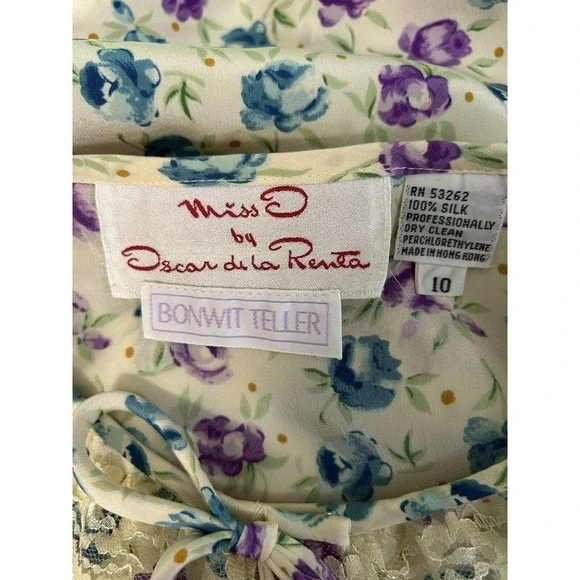 Miss O
by
Oscar de la Renta
BONWIT TELLER
RN 53262
100% SILK
PROFESSIONALLY
DRY CLEAN
PERCHLORETHYLENE
MADE IN HONG KONG
10